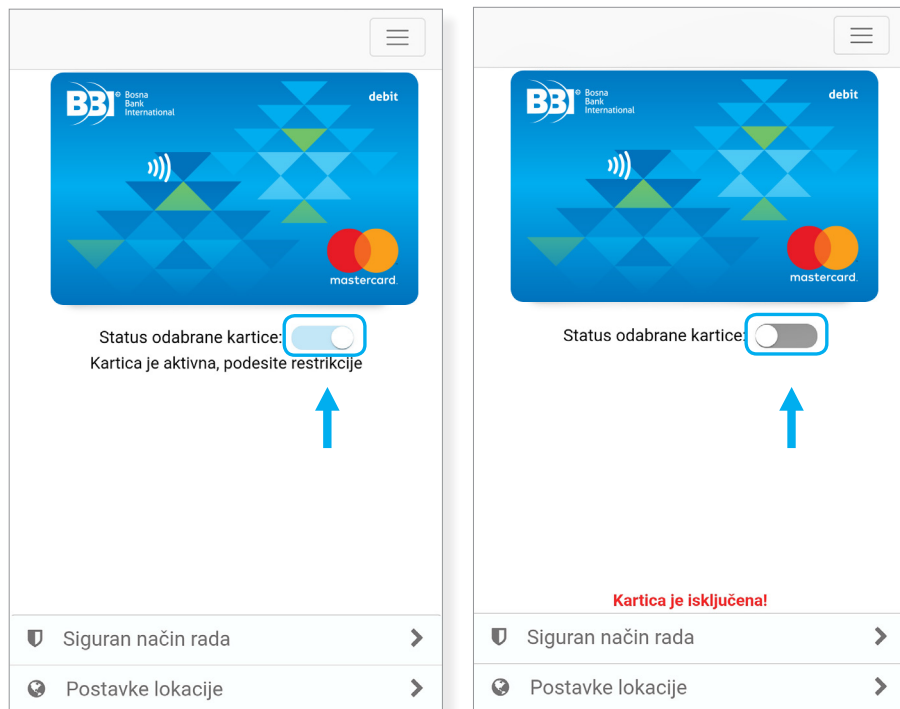 BBI Bosna
Bank
International
debit
mastercard.
Status odabrane kartice:
Kartica je aktivna, podesite restrikcije
Siguran način rada
Postavke lokacije
BBI Bosna
Bank
International
debit
mastercard.
Status odabrane kartice:
Kartica je isključena!
Siguran način rada
Postavke lokacije